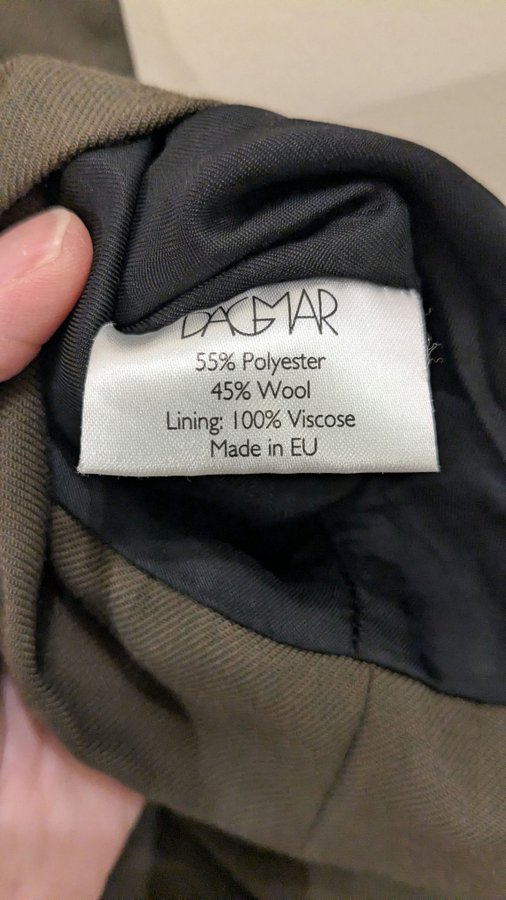 DAGMAR
55% Polyester
45% Wool
Lining: 100% Viscose
Made in EU